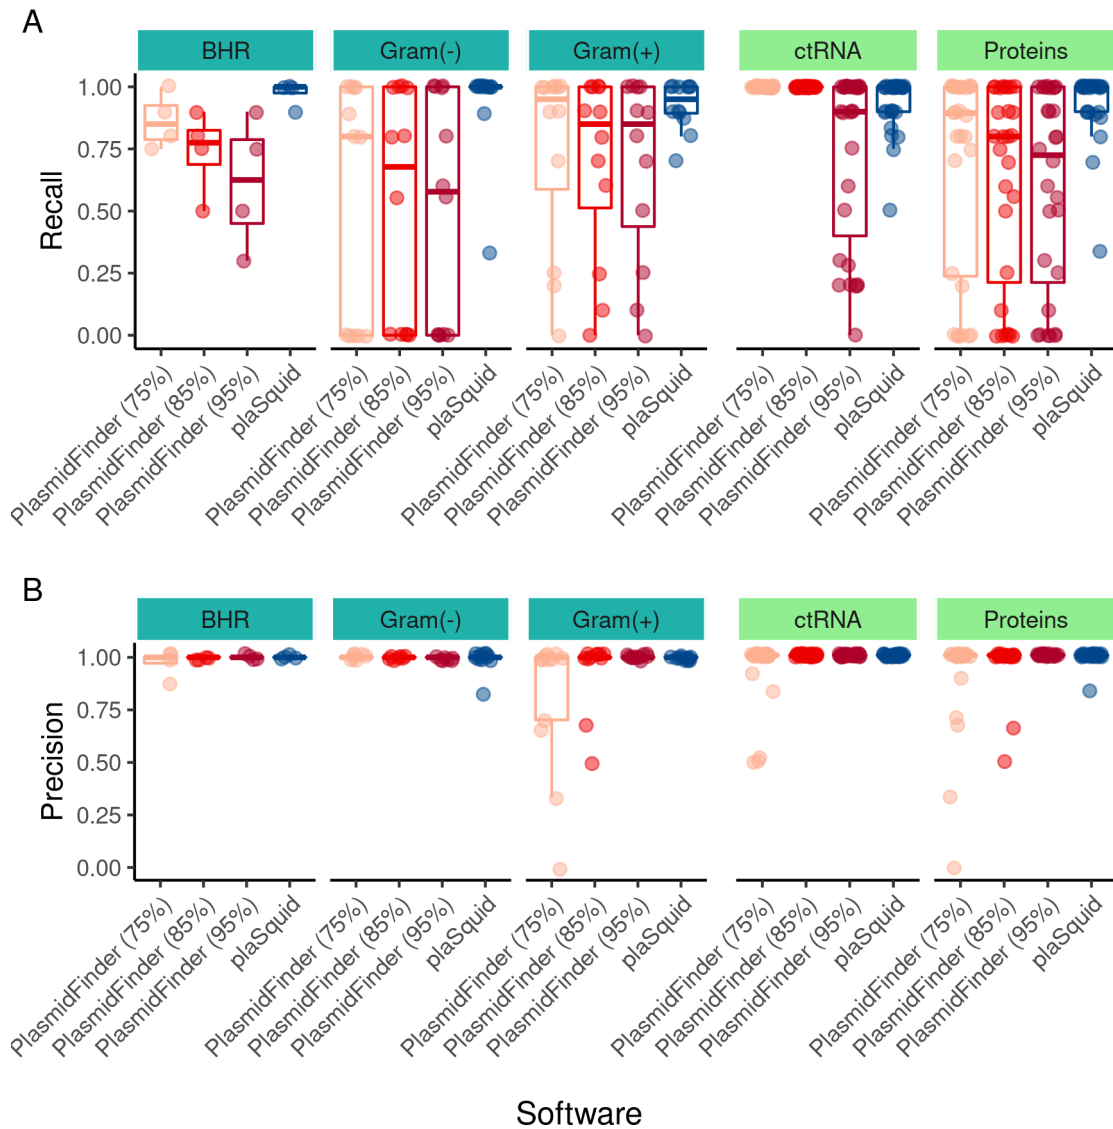 A
BHR Gram(-) Gram(+) ctRNA Proteins
Recall
1.00
0.75
0.50
0.25
0.00
PlasmidFinder (75%)
PlasmidFinder (85%)
PlasmidFinder (95%)
plaSquid
PlasmidFinder (75%)
PlasmidFinder (85%)
PlasmidFinder (95%)
plaSquid
PlasmidFinder (75%)
PlasmidFinder (85%)
PlasmidFinder (95%)
plaSquid
PlasmidFinder (75%)
PlasmidFinder (85%)
PlasmidFinder (95%)
plaSquid
PlasmidFinder (75%)
PlasmidFinder (85%)
PlasmidFinder (95%)
plaSquid
B
BHR Gram(-) Gram(+) ctRNA Proteins
Precision
1.00
0.75
0.50
0.25
0.00
PlasmidFinder (75%)
PlasmidFinder (85%)
PlasmidFinder (95%)
plaSquid
PlasmidFinder (75%)
PlasmidFinder (85%)
PlasmidFinder (95%)
plaSquid
PlasmidFinder (75%)
PlasmidFinder (85%)
PlasmidFinder (95%)
plaSquid
PlasmidFinder (75%)
PlasmidFinder (85%)
PlasmidFinder (95%)
plaSquid
PlasmidFinder (75%)
PlasmidFinder (85%)
PlasmidFinder (95%)
plaSquid
Software